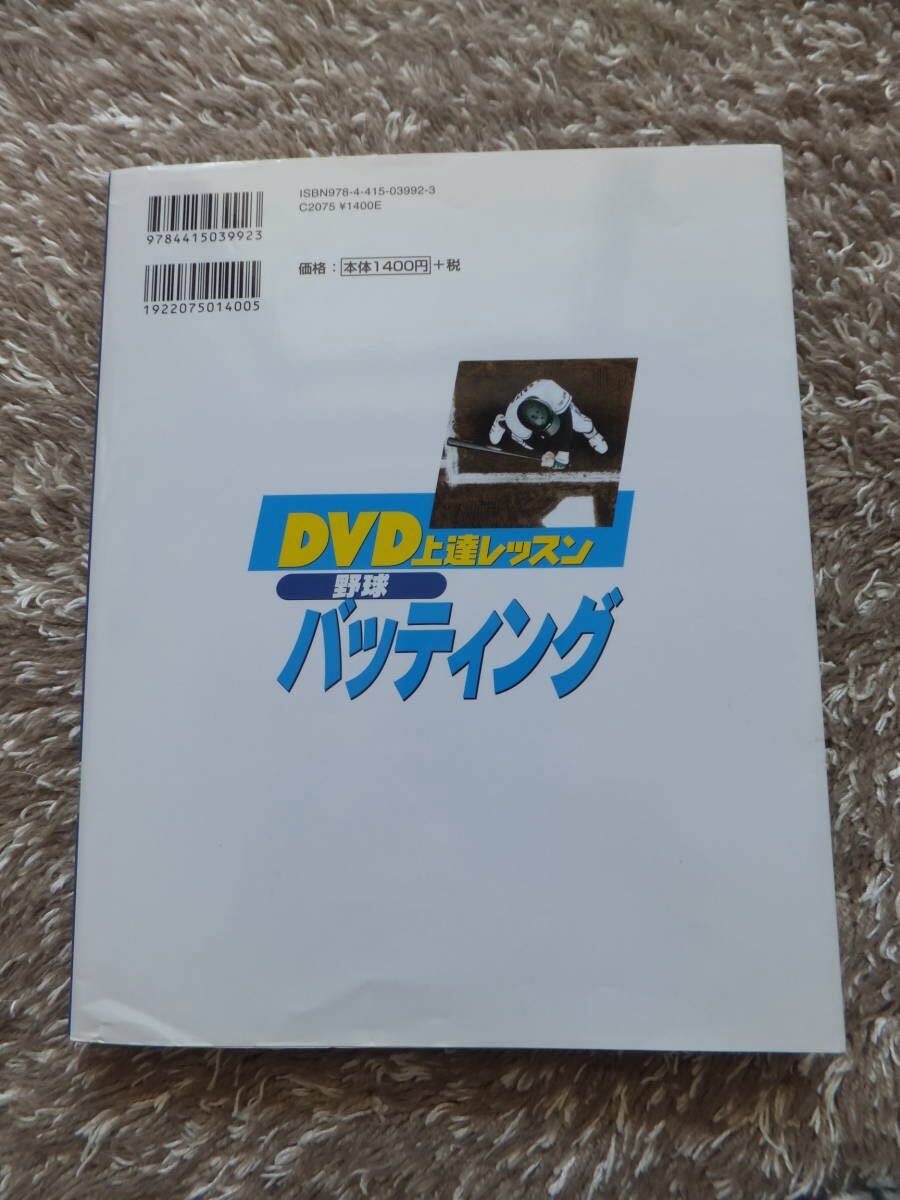 ISBN978-4-415-03992-3
C2075 ¥1400E
9784415039923
価格：本体1400円+税
1922075014005
DVD上達レッスン
野球
バッティング